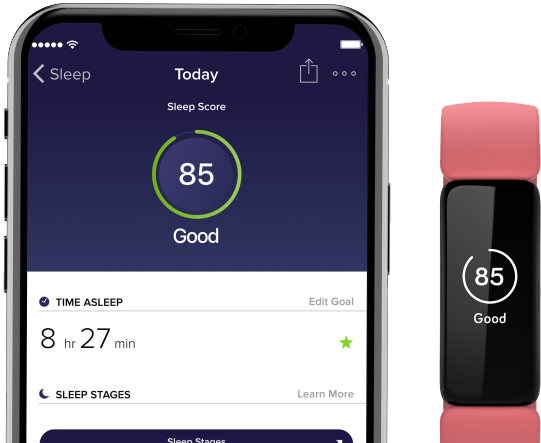 Sleep
Today
Sleep Score
85
Good
TIME ASLEEP
Edit Goal
8 hr 27 min
SLEEP STAGES
Learn More
Sleep Stages
85
Good